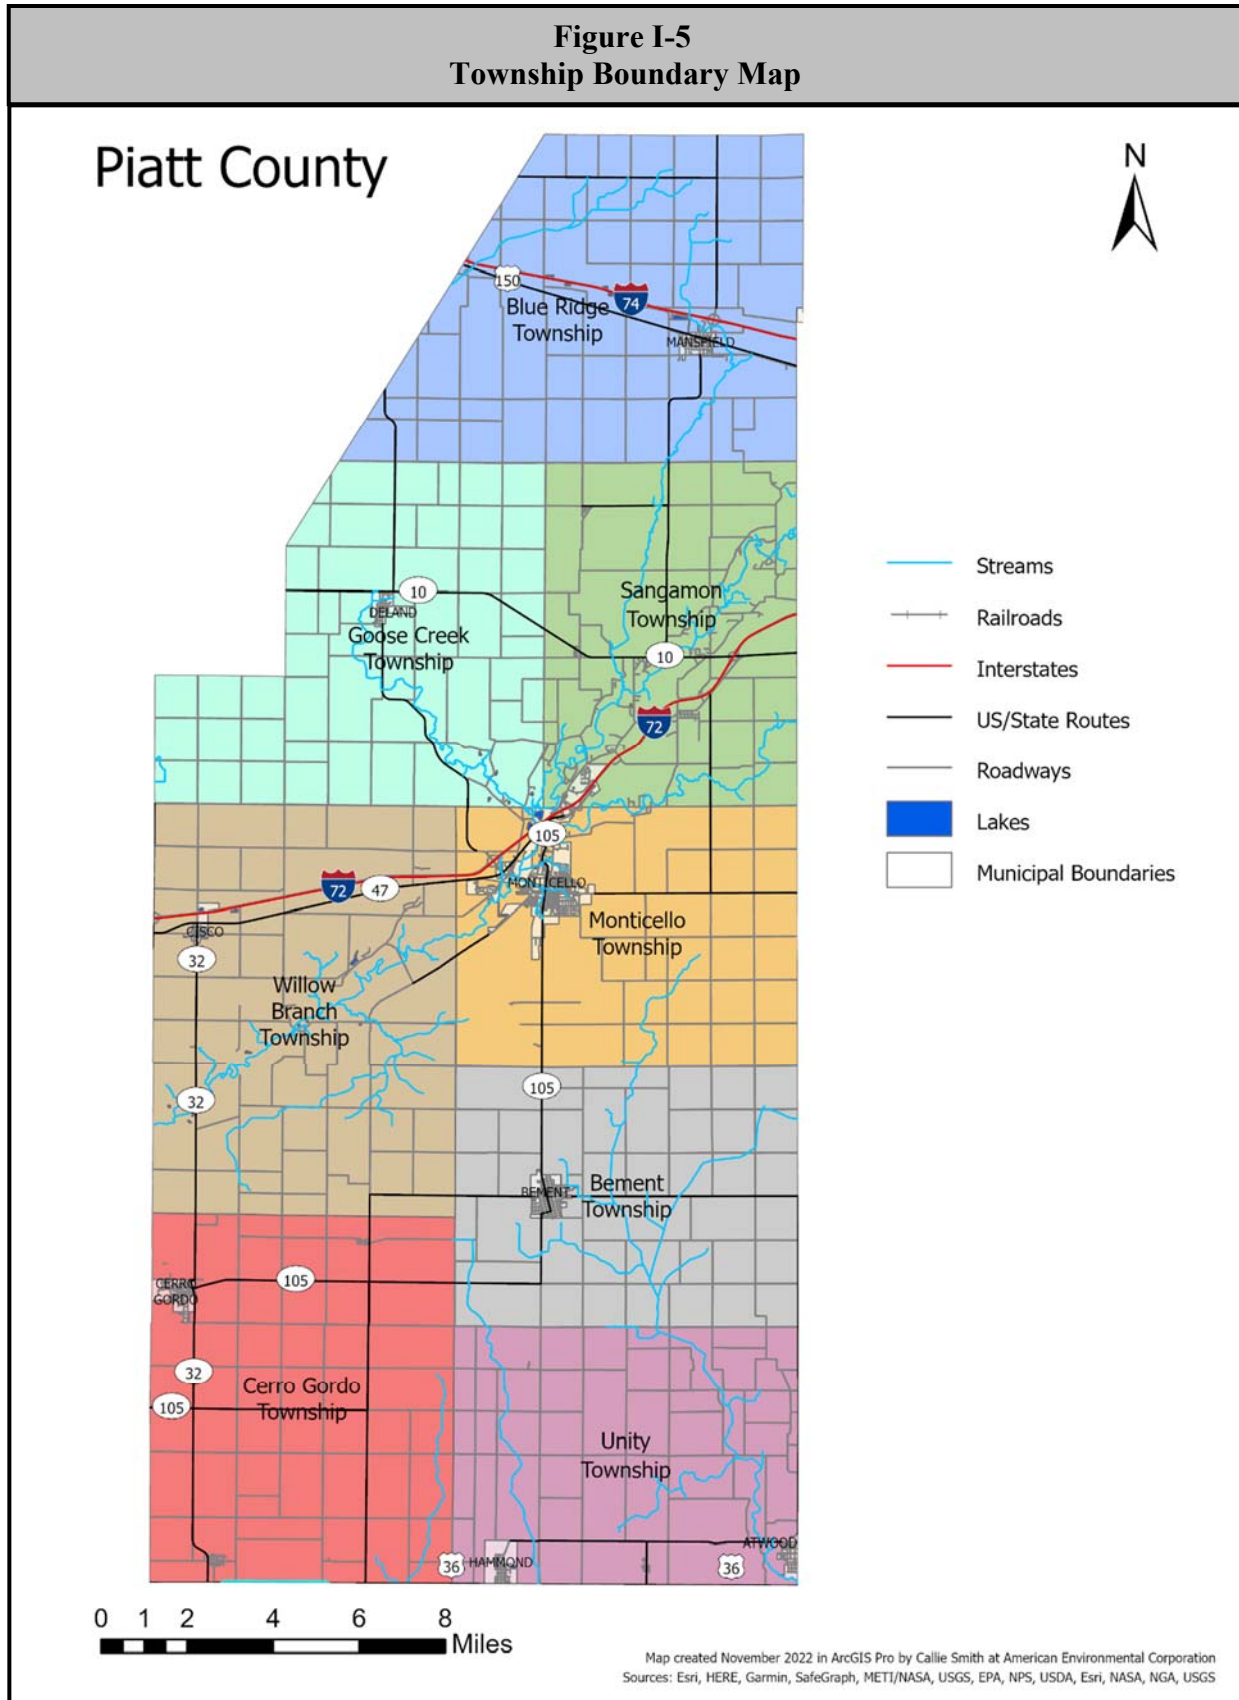 Figure I-5
Township Boundary Map
Piatt County
N
150
74
Blue Ridge
Township
MANSFIELD
10
DELAND
Goose Creek
Township
Sangamon
Township
10
72
Streams
Railroads
Interstates
US/State Routes
Roadways
Lakes
Municipal Boundaries
105
72
47
MONTICELLO
CISCO
Monticello
Township
32
Willow
Branch
Township
32
105
BEMENT
Bement
Township
CERRO
GORDO
105
32
105
Cerro Gordo
Township
Unity
Township
36
HAMMOND
36
ATWOOD
0 1 2 4 6 8
Miles
Map created November 2022 in ArcGIS Pro by Callie Smith at American Environmental Corporation
Sources: Esri, HERE, Garmin, SafeGraph, METI/NASA, USGS, EPA, NPS, USDA, Esri, NASA, NGA, USGS